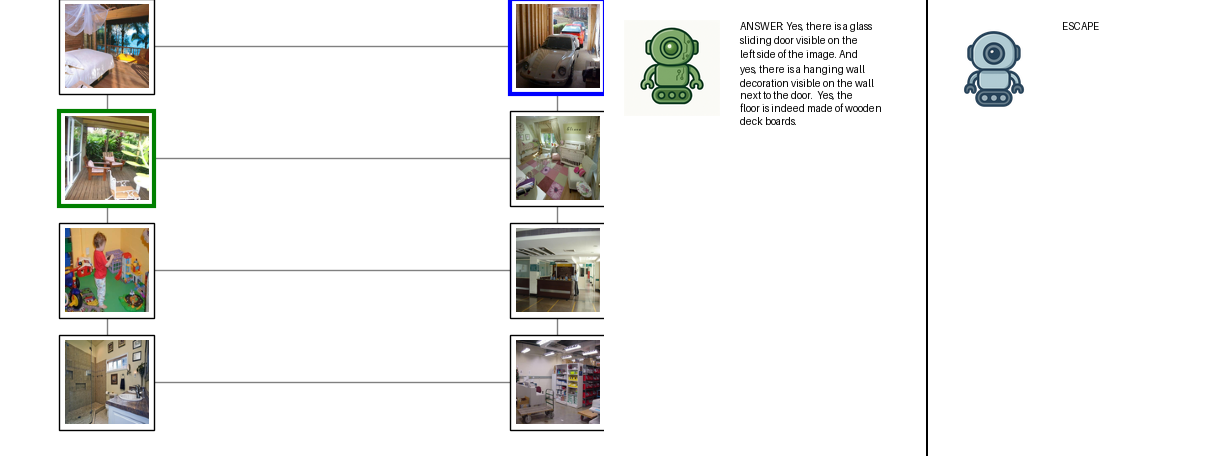 ANSWER: Yes, there is a glass
sliding door visible on the
left side of the image. And
yes, there is a hanging wall
decoration visible on the wall
next to the door. Yes, the
floor is indeed made of wooden
deck boards.
ESCAPE